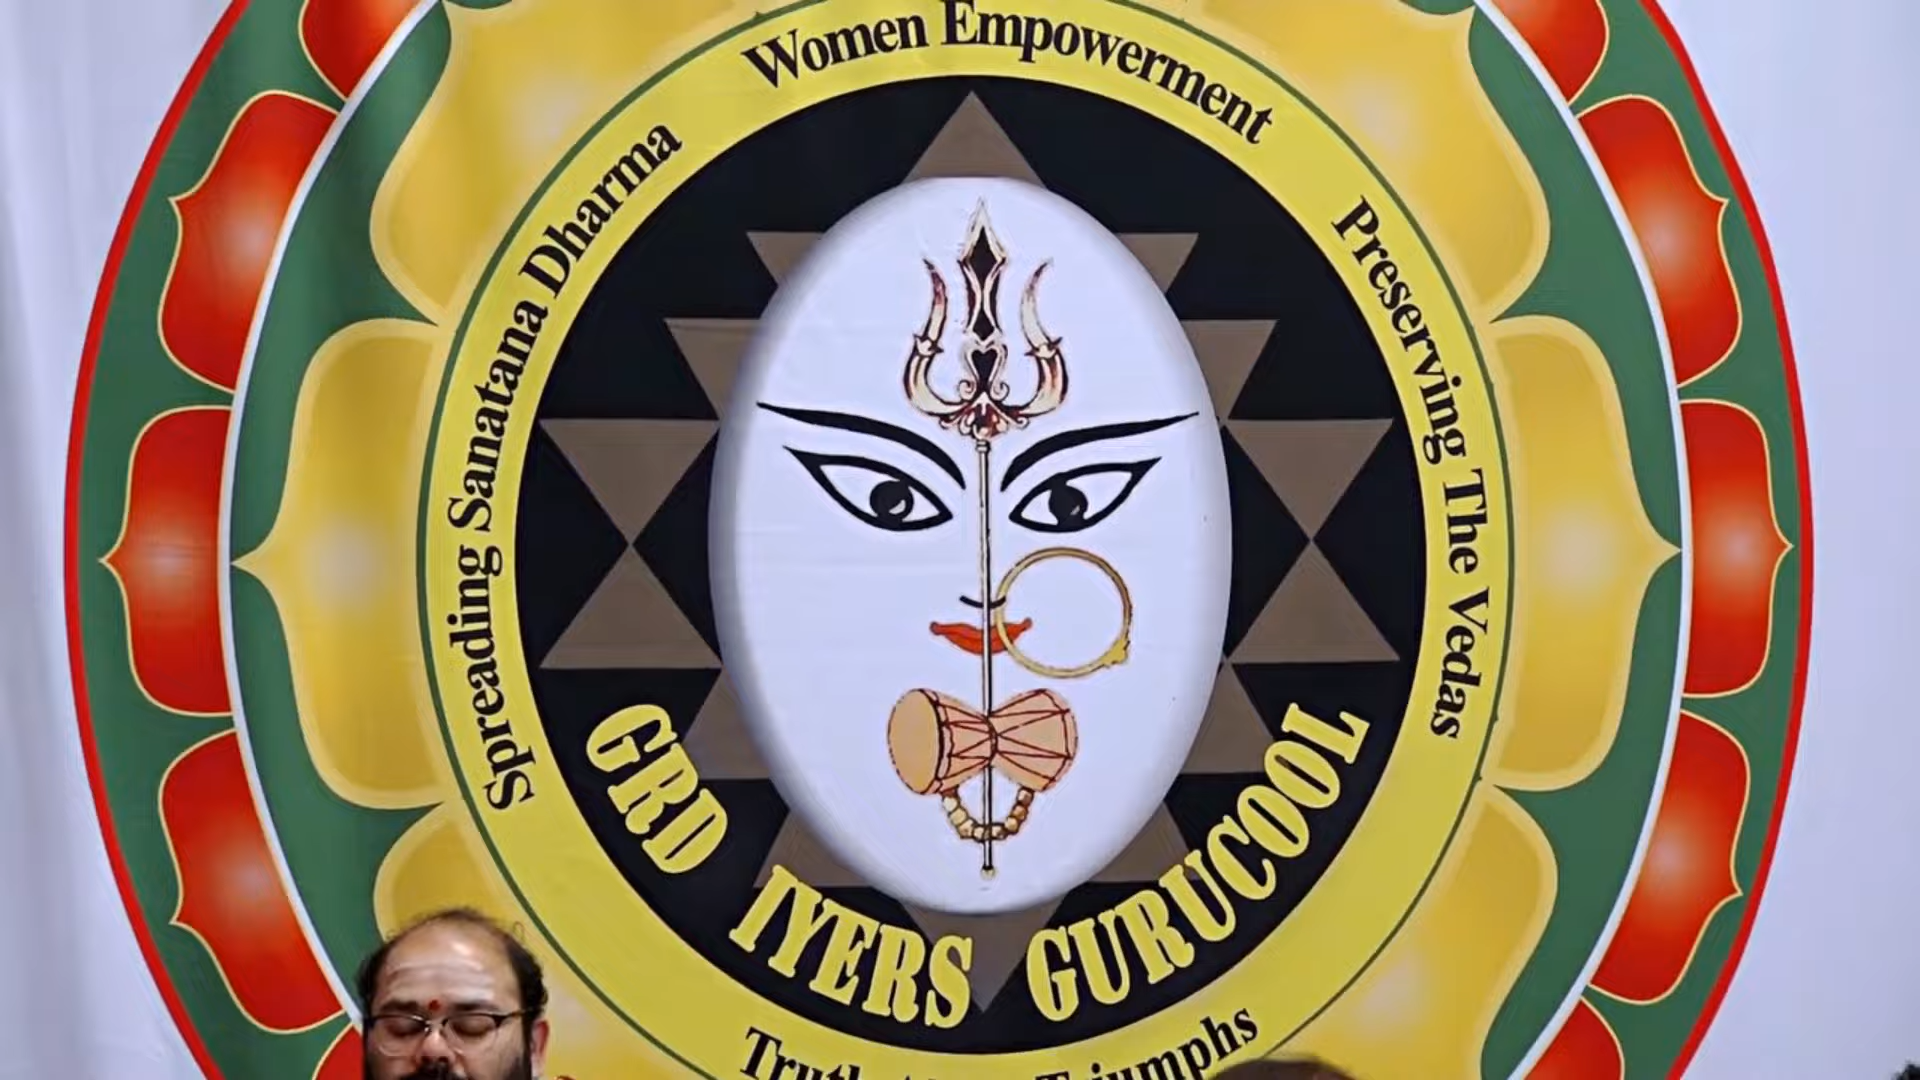 Women Empowerment
Spreading Sanatana Dharma
Preserving The Vedas
GRD IYERS GURUCOOL
Triumphs